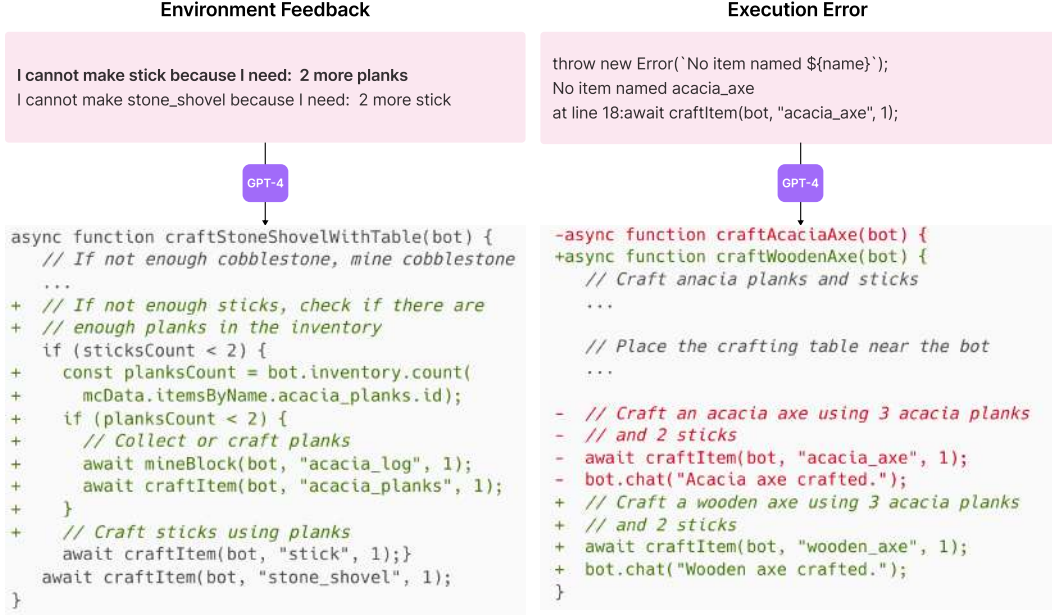 Environment Feedback
I cannot make stick because I need:  2 more planks
I cannot make stone_shovel because I need:  2 more stick
GPT-4
async function craftStoneShovelWithTable(bot) {
   // If not enough cobblestone, mine cobblestone
   ...
+  // If not enough sticks, check if there are
+  // enough planks in the inventory
   if (sticksCount < 2) {
+    const planksCount = bot.inventory.count(
+      mcData.itemsByName.acacia_planks.id);
+    if (planksCount < 2) {
+      // Collect or craft planks
+      await mineBlock(bot, "acacia_log", 1);
+      await craftItem(bot, "acacia_planks", 1);
+    }
+    // Craft sticks using planks
     await craftItem(bot, "stick", 1);}
   await craftItem(bot, "stone_shovel", 1);
}
Execution Error
throw new Error(`No item named ${name}`);
No item named acacia_axe
at line 18:await craftItem(bot, "acacia_axe", 1);
GPT-4
-async function craftAcaciaAxe(bot) {
+async function craftWoodenAxe(bot) {
   // Craft anacia planks and sticks
   ...
   // Place the crafting table near the bot
   ...
-  // Craft an acacia axe using 3 acacia planks
-  // and 2 sticks
-  await craftItem(bot, "acacia_axe", 1);
-  bot.chat("Acacia axe crafted.");
+  // Craft a wooden axe using 3 acacia planks
+  // and 2 sticks
+  await craftItem(bot, "wooden_axe", 1);
+  bot.chat("Wooden axe crafted.");
}